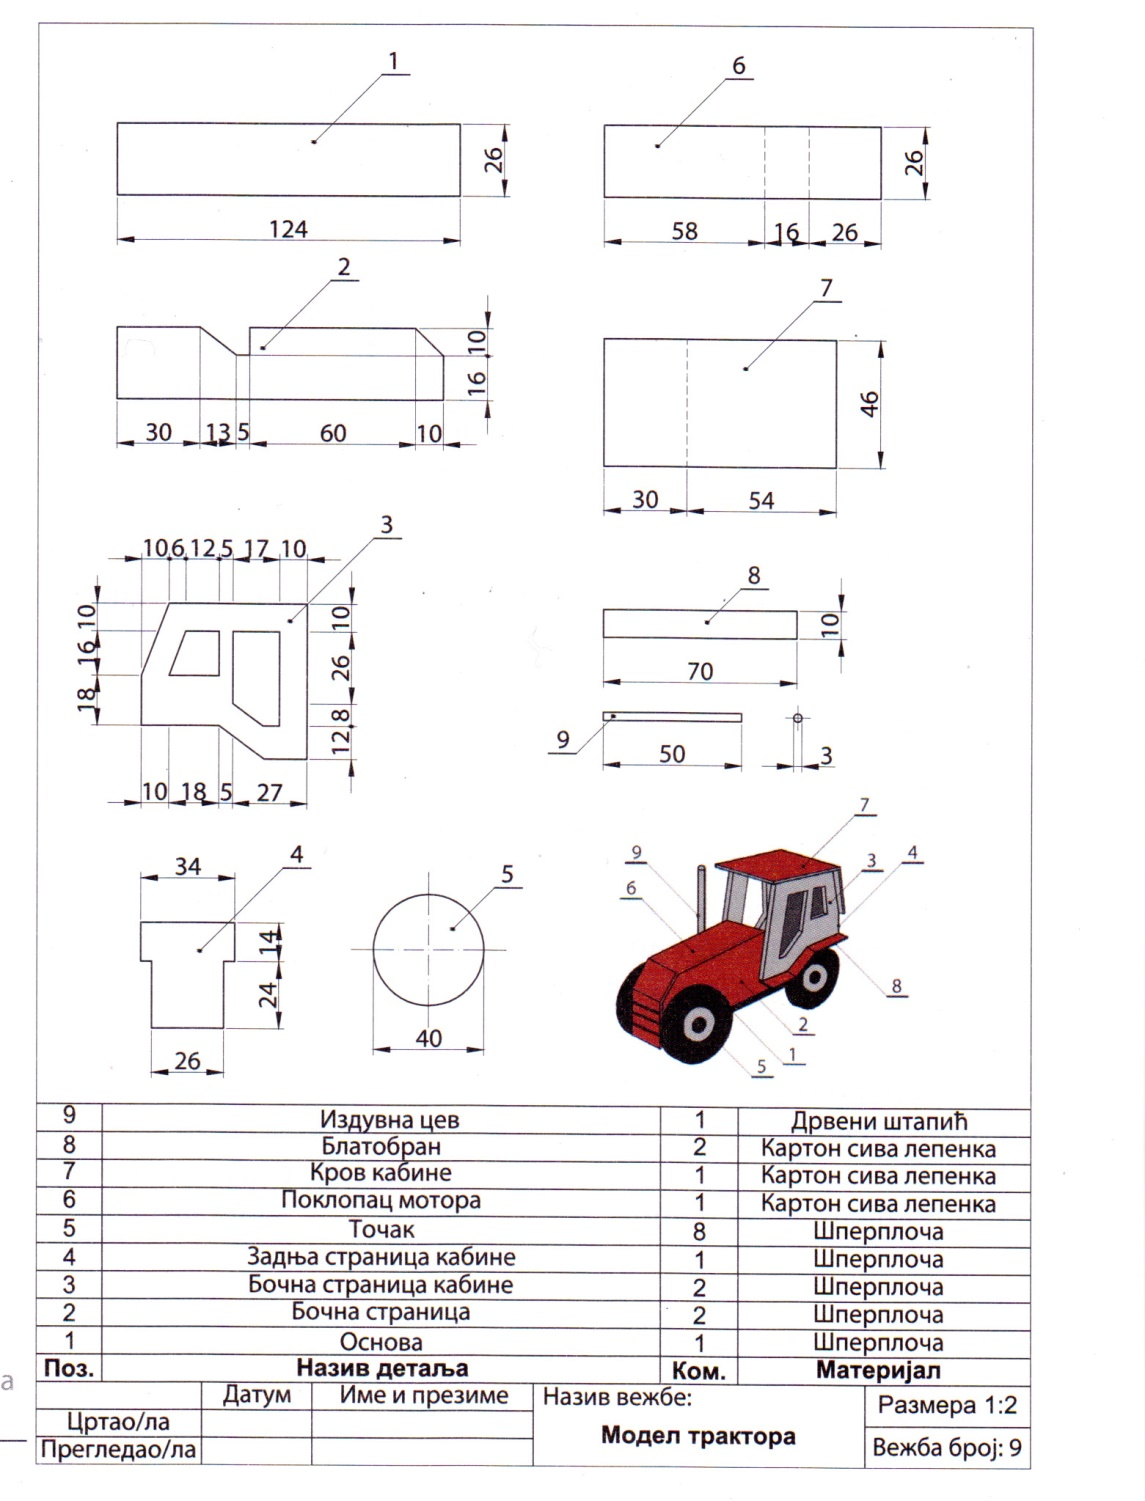 1
26
124
6
26
58 16 26
2
10
16
30 13 5 60 10
7
46
30 54
3
10 6 12 5 17 10
10
16
18
10
26
8
12
10 18 5 27
8
10
70
9
50
3
4
34
14
24
26
5
40
7
9
3
4
6
8
2
1
5
9 Издувна цев 1 Дрвени штапић
8 Блатобран 2 Картон сива лепенка
7 Кров кабине 1 Картон сива лепенка
6 Поклопац мотора 1 Картон сива лепенка
5 Точак 8 Шперплоча
4 Задња страница кабине 1 Шперплоча
3 Бочна страница кабине 2 Шперплоча
2 Бочна страница 2 Шперплоча
1 Основа 1 Шперплоча
Поз. Назив детаља Ком. Материјал
а
Датум Име и презиме Назив вежбе: Размера 1:2
Цртао/ла
Модел трактора
Прегледао/ла Вежба број: 9